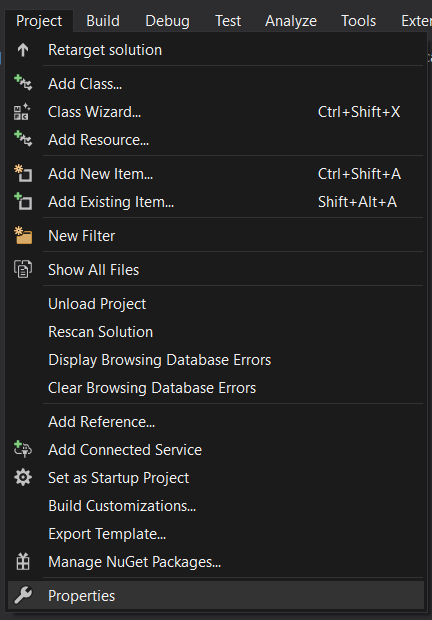 Project Build Debug Test Analyze Tools
Retarget solution
Add Class...
Class Wizard... Ctrl+Shift+X
Add Resource...
Add New Item... Ctrl+Shift+A
Add Existing Item... Shift+Alt+A
New Filter
Show All Files
Unload Project
Rescan Solution
Display Browsing Database Errors
Clear Browsing Database Errors
Add Reference...
Add Connected Service
Set as Startup Project
Build Customizations...
Export Template...
Manage NuGet Packages...
Properties